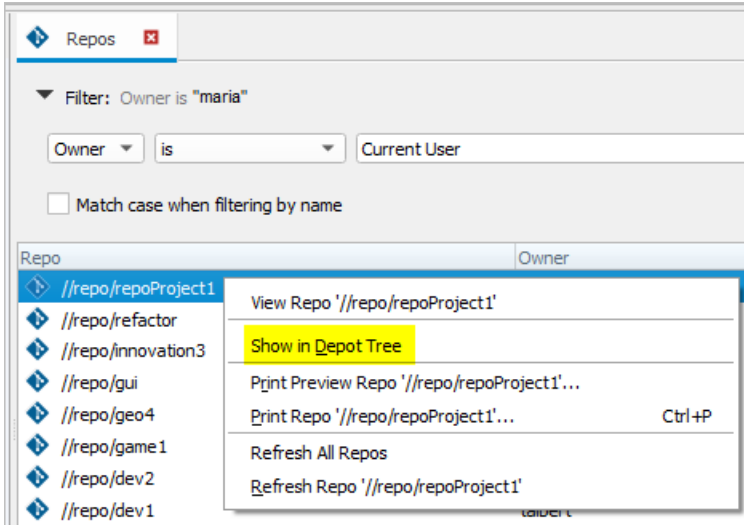 Repos
Filter: Owner is "maria"
Owner is Current User
Match case when filtering by name
Repo Owner
//repo/repoProject1
View Repo '//repo/repoProject1'
//repo/refactor
Show in Depot Tree
//repo/innovation3
//repo/gui
Print Preview Repo '//repo/repoProject1'...
//repo/geo4
Print Repo '//repo/repoProject1'... Ctrl+P
//repo/game1
Refresh All Repos
//repo/dev2
Refresh Repo '//repo/repoProject1'
//repo/dev1